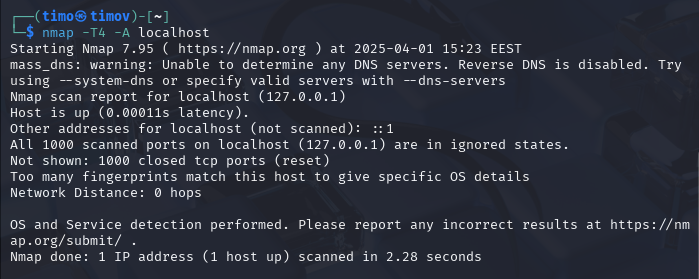 ┌──(timo㉿timov)-[~]
└─$ nmap -T4 -A localhost
Starting Nmap 7.95 ( https://nmap.org ) at 2025-04-01 15:23 EEST
mass_dns: warning: Unable to determine any DNS servers. Reverse DNS is disabled. Try
using --system-dns or specify valid servers with --dns-servers
Nmap scan report for localhost (127.0.0.1)
Host is up (0.00011s latency).
Other addresses for localhost (not scanned): ::1
All 1000 scanned ports on localhost (127.0.0.1) are in ignored states.
Not shown: 1000 closed tcp ports (reset)
Too many fingerprints match this host to give specific OS details
Network Distance: 0 hops

OS and Service detection performed. Please report any incorrect results at https://nm
ap.org/submit/ .
Nmap done: 1 IP address (1 host up) scanned in 2.28 seconds